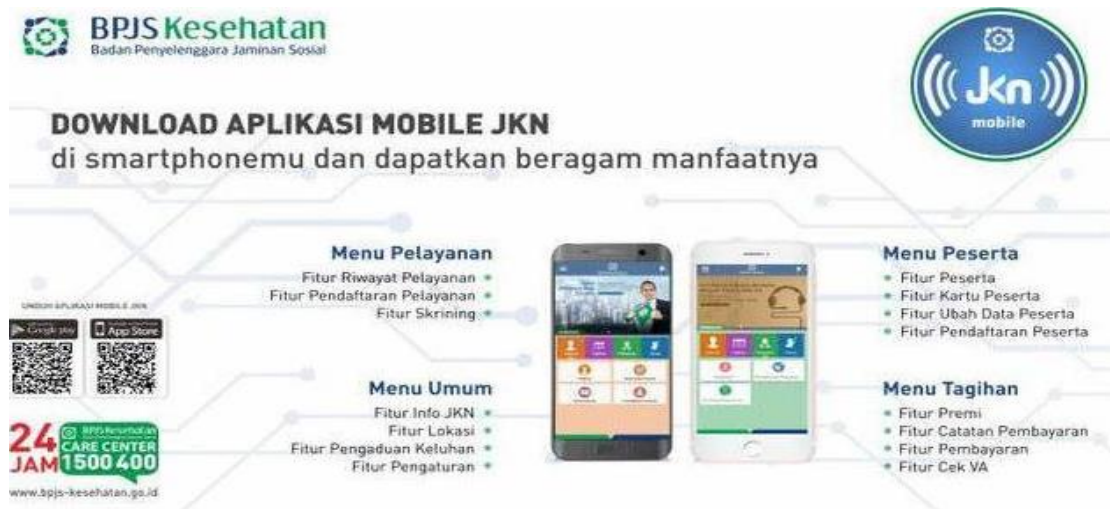 BPJS Kesehatan
Badan Penyelenggara Jaminan Sosial
Jkn
mobile
DOWNLOAD APLIKASI MOBILE JKN
di smartphonemu dan dapatkan beragam manfaatnya
Menu Pelayanan
Fitur Riwayat Pelayanan
Fitur Pendaftaran Pelayanan
Fitur Skrining
Menu Umum
Fitur Info JKN
Fitur Lokasi
Fitur Pengaduan Keluhan
Fitur Pengaturan
Menu Peserta
Fitur Peserta
Fitur Kartu Peserta
Fitur Ubah Data Peserta
Fitur Pendaftaran Peserta
Menu Tagihan
Fitur Premi
Fitur Catatan Pembayaran
Fitur Pembayaran
Fitur Cek VA
UNDUH APLIKASI MOBILE JKN
Google play
App Store
24 JAM
BPJS Kesehatan
CARE CENTER
1500 400
www.bpjs-kesehatan.go.id